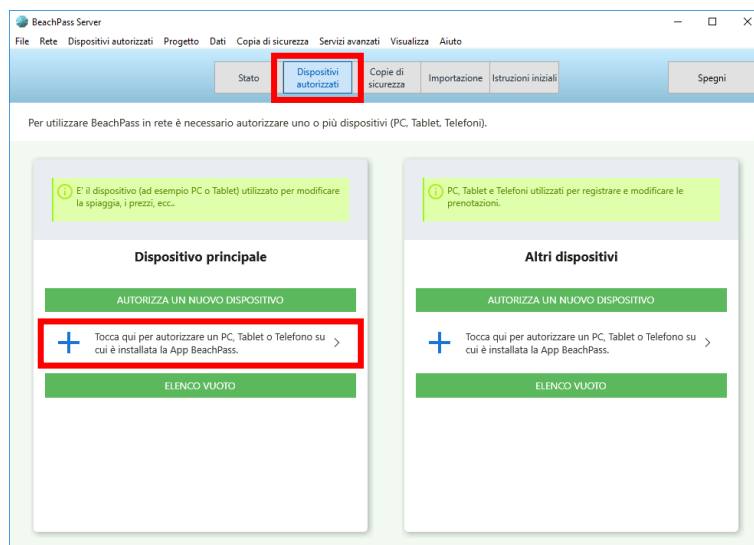 BeachPass Server
File Rete Dispositivi autorizzati Progetto Dati Copia di sicurezza Servizi avanzati Visualizza Aiuto
Stato
Dispositivi
autorizzati
Copie di
sicurezza
Importazione
Istruzioni iniziali
Spegni
Per utilizzare BeachPass in rete è necessario autorizzare uno o più dispositivi (PC, Tablet, Telefoni).
E' il dispositivo (ad esempio PC o Tablet) utilizzato per modificare
la spiaggia, i prezzi, ecc..
Dispositivo principale
AUTORIZZA UN NUOVO DISPOSITIVO
Tocca qui per autorizzare un PC, Tablet o Telefono su
cui è installata la App BeachPass.
ELENCO VUOTO
PC, Tablet e Telefoni utilizzati per registrare e modificare le
prenotazioni.
Altri dispositivi
AUTORIZZA UN NUOVO DISPOSITIVO
Tocca qui per autorizzare un PC, Tablet o Telefono su
cui è installata la App BeachPass.
ELENCO VUOTO